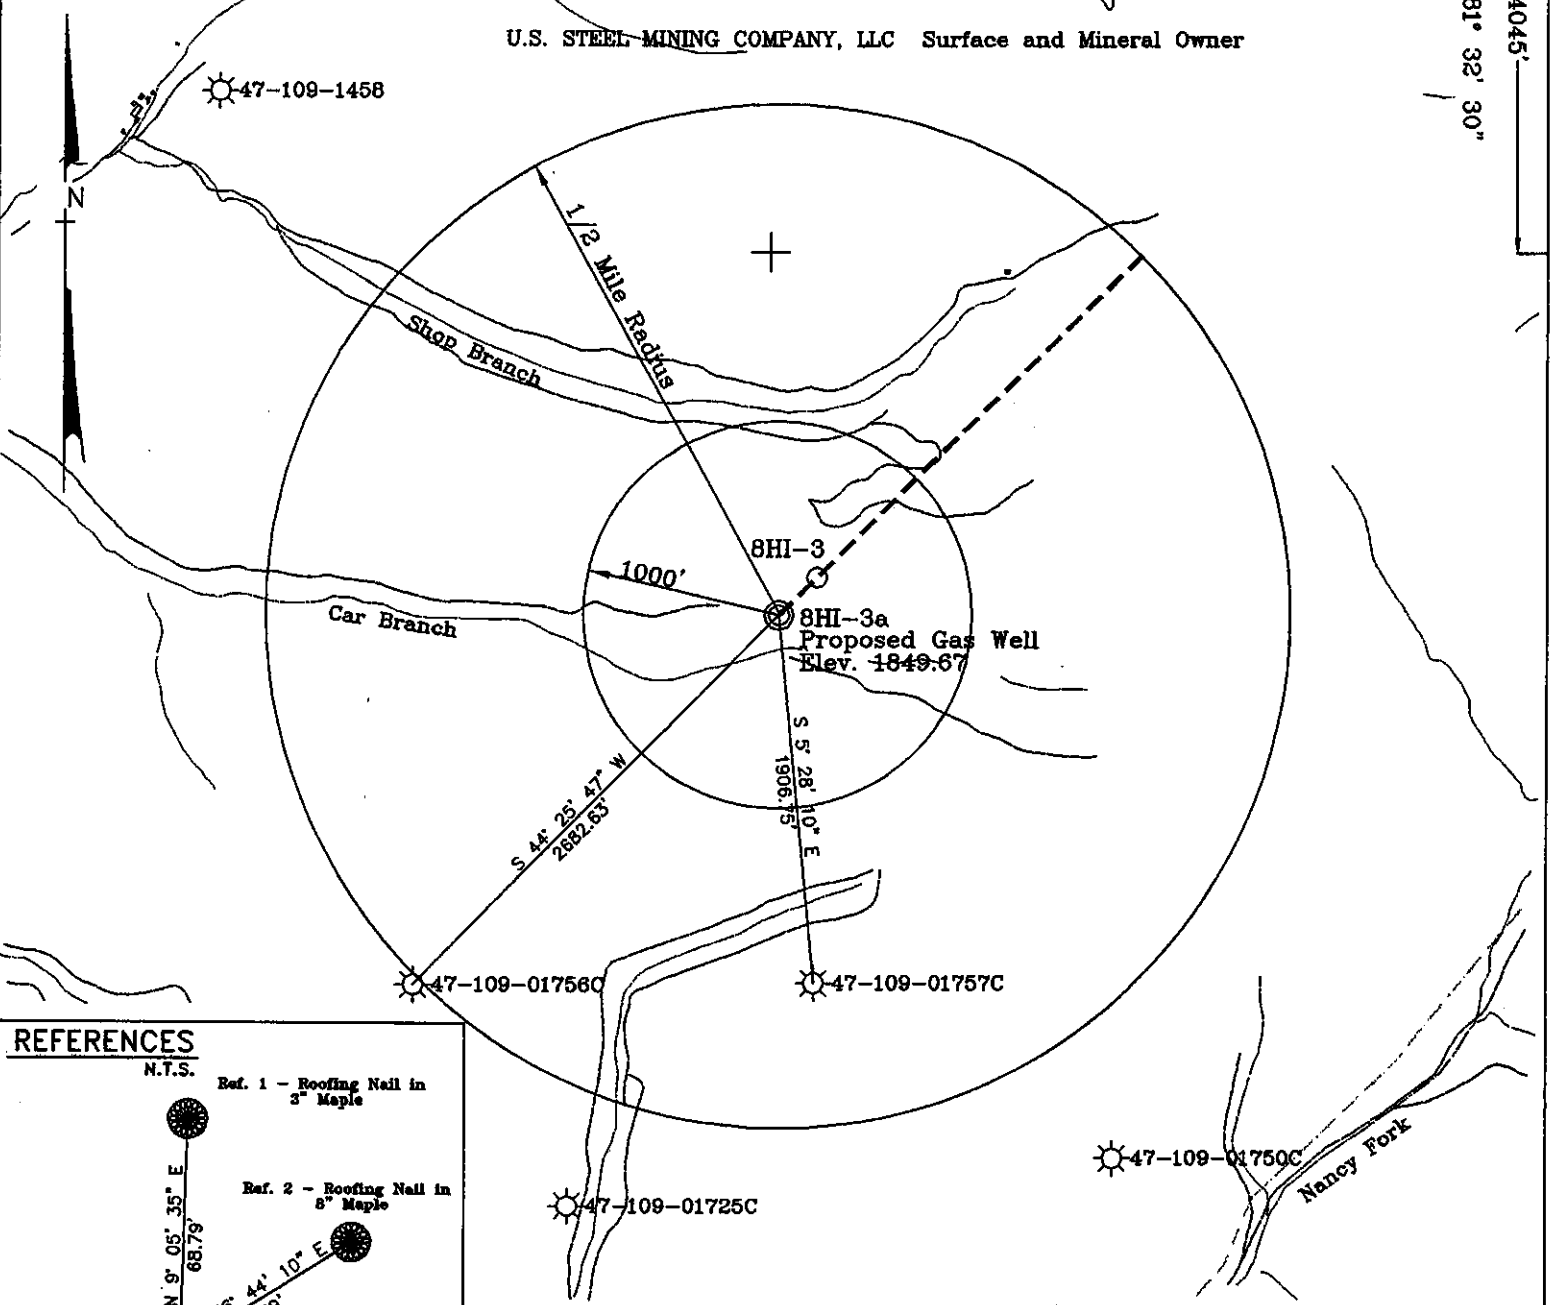 U.S. STEEL MINING COMPANY, LLC Surface and Mineral Owner
4045'
81° 32' 30"
47-109-1458
N
1/2 Mile Radius
Shop Branch
8HI-3
1000'
8HI-3a
Proposed Gas Well
Elev. 1849.67
Car Branch
S 5° 28' 10" E
1906.75'
S 44° 25' 47" W
2682.63'
47-109-01756C
47-109-01757C
47-109-01750C
Nancy Fork
47-109-01725C
REFERENCES
N.T.S.
Ref. 1 - Roofing Nail in
3" Maple
N 9° 05' 35" E
68.79'
Ref. 2 - Roofing Nail in
8" Maple
44' 10" E